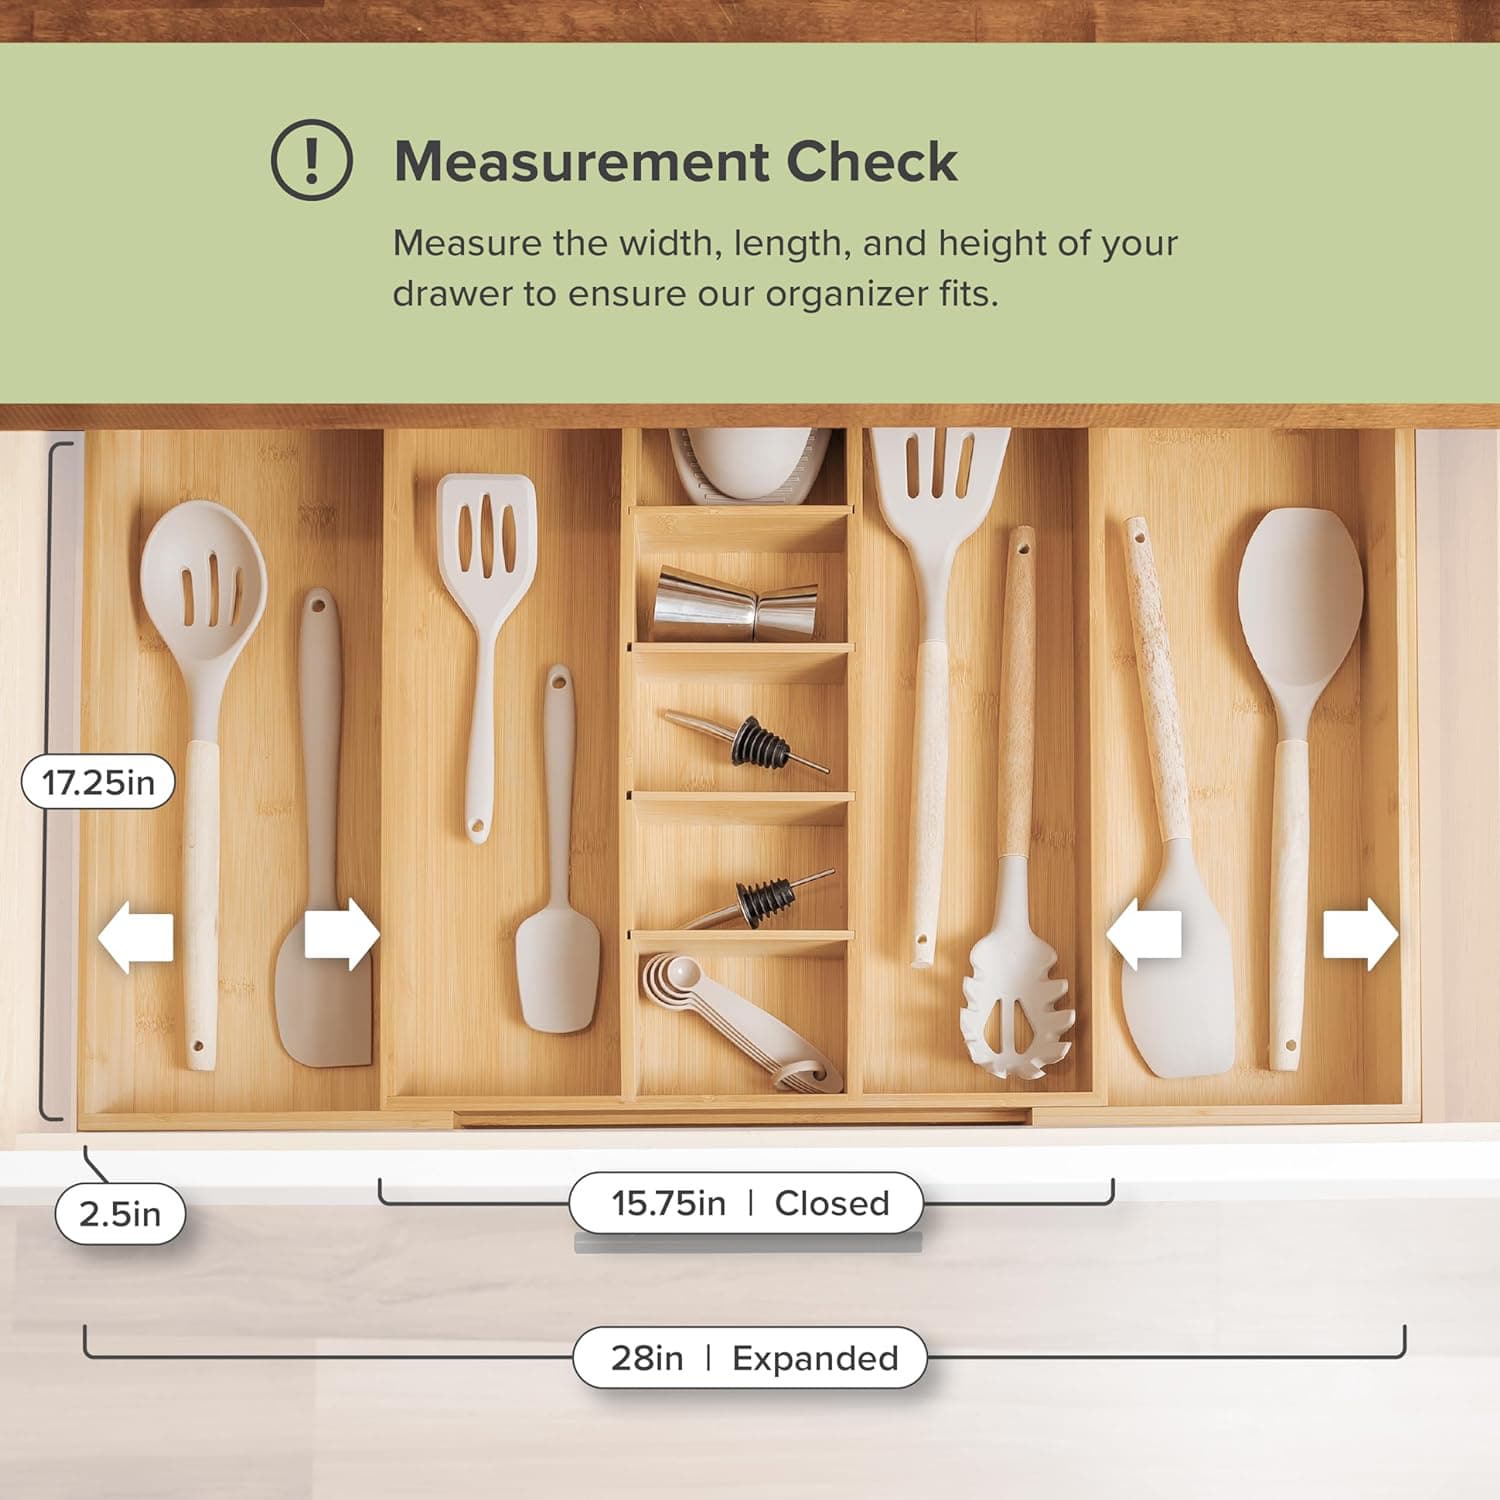 !
Measurement Check
Measure the width, length, and height of your
drawer to ensure our organizer fits.
17.25in
2.5in
15.75in | Closed
28in | Expanded